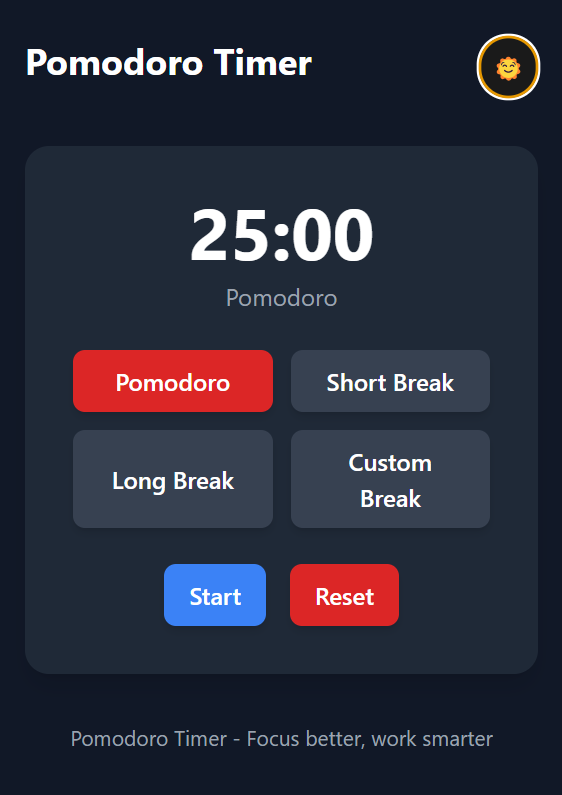 Pomodoro Timer
25:00
Pomodoro
Pomodoro
Short Break
Long Break
Custom
Break
Start
Reset
Pomodoro Timer - Focus better, work smarter